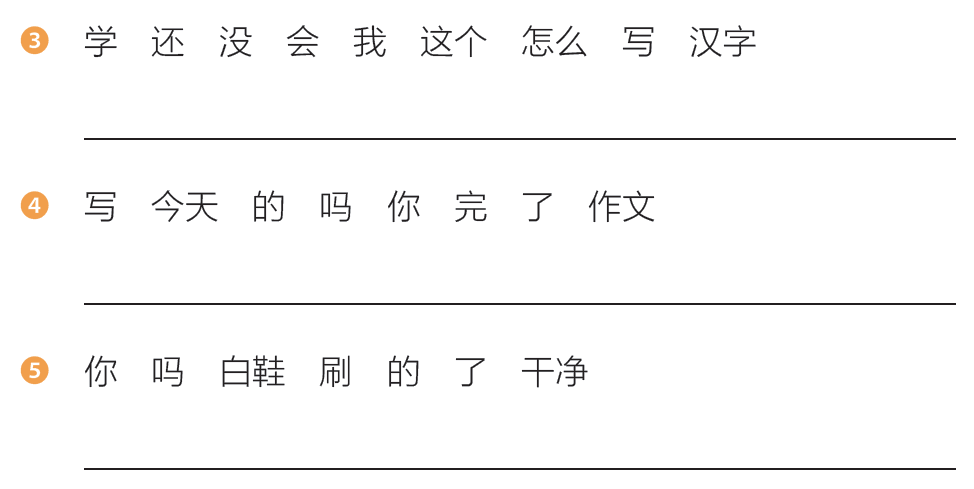 3 学 还 没 会 我 这个 怎么 写 汉字
4 写 今天 的 吗 你 完 了 作文
5 你 吗 白鞋 刷 的 了 干净